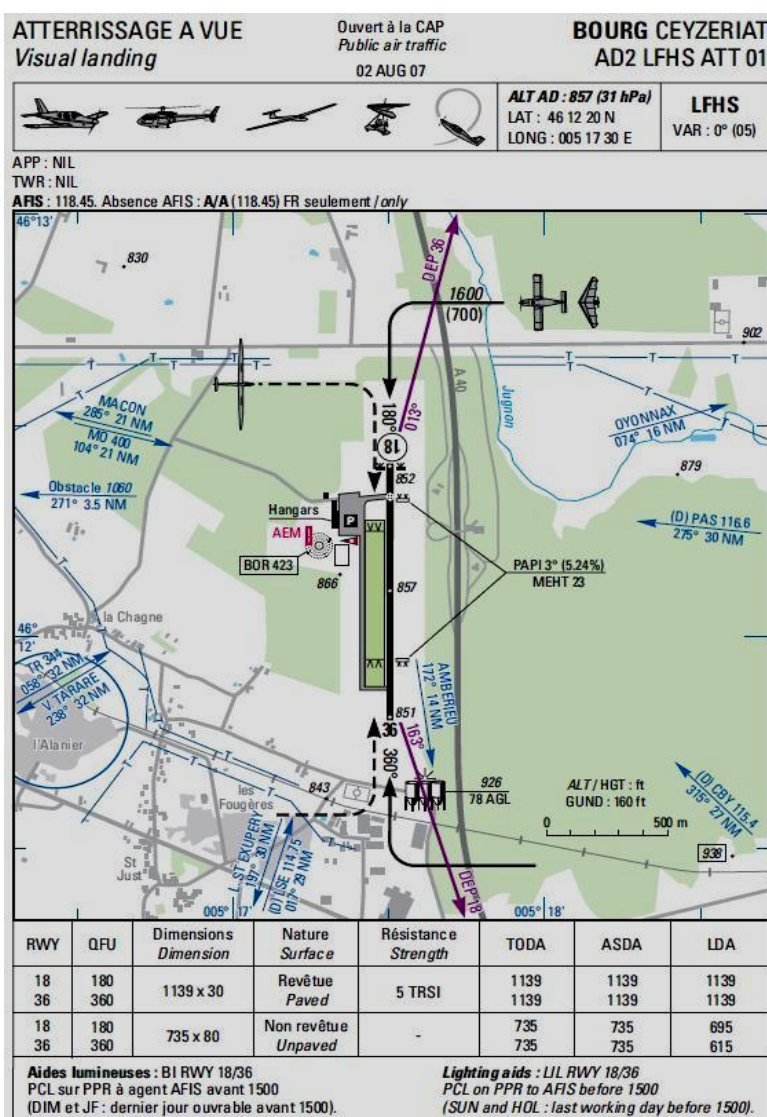 ATTERRISSAGE A VUE
Visual landing
Ouvert à la CAP
Public air traffic
02 AUG 07
BOURG CEYZERIAT
AD2 LFHS ATT 01
ALT AD : 857 (31 hPa)
LAT : 46 12 20 N
LONG : 005 17 30 E
LFHS
VAR : 0° (05)
APP : NIL
TWR : NIL
AFIS : 118.45. Absence AFIS : A/A (118.45) FR seulement / only
46°13'
830
DEP 36
1600
(700)
902
T T T T T T
A 40
Jugnon
MACON
285° 21 NM
MO 400
104° 21 NM
180°
013°
18
OYONNAX
074° 16 NM
852
879
Obstacle 1060
271° 3.5 NM
Hangars
P
AEM
BOR 423
866
(D) PAS 116.6
275° 30 NM
PAPI 3° (5.24%)
MEHT 23
857
la Chagne
46°
12'
TR 344
058° 32 NM
V. TARARE
238° 32 NM
AMBERIEU
172° 14 NM
851
36
163°
360°
l'Alanier
843
926
78 AGL
ALT / HGT : ft
GUND : 160 ft
0 500 m
(D) CBY 115.4
315° 27 NM
938
les
Fougères
St
Just
L. ST EXUPERY
197° 30 NM
(D) LSE 114.75
017° 29 NM
DEP 18
005° 17'
005° 18'
RWY QFU Dimensions Nature Résistance TODA ASDA LDA
Dimension Surface Strength
18 180 1139 x 30 Revêtue 5 TRSI 1139 1139 1139
36 360 Paved 1139 1139 1139
18 180 735 x 80 Non revêtue - 735 735 695
36 360 Unpaved 735 735 615
Aides lumineuses : BI RWY 18/36
PCL sur PPR à agent AFIS avant 1500
(DIM et JF : dernier jour ouvrable avant 1500).
Lighting aids : LIL RWY 18/36
PCL on PPR to AFIS before 1500
(SUN and HOL : last working day before 1500).